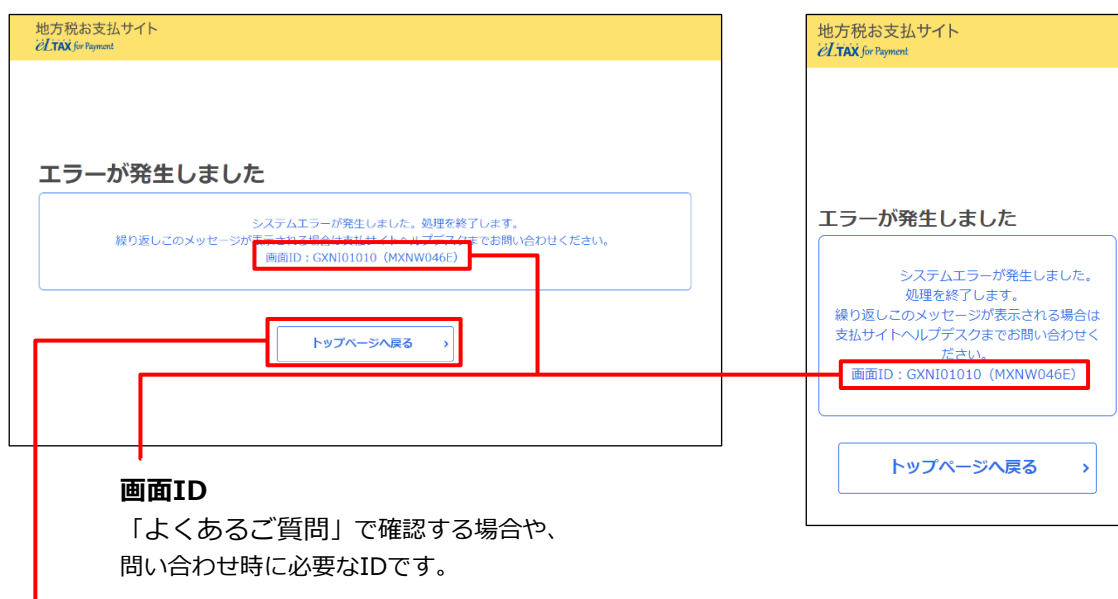 地方税お支払サイト
eLTAX for Payment
エラーが発生しました
システムエラーが発生しました。処理を終了します。
繰り返しこのメッセージが表示される場合は支払サイトヘルプデスクまでお問い合わせください。
画面ID：GXNI01010（MXNW046E）
トップページへ戻る
画面ID
「よくあるご質問」で確認する場合や、
問い合わせ時に必要なIDです。
地方税お支払サイト
eLTAX for Payment
エラーが発生しました
システムエラーが発生しました。
処理を終了します。
繰り返しこのメッセージが表示される場合は
支払サイトヘルプデスクまでお問い合わせく
ださい。
画面ID：GXNI01010（MXNW046E）
トップページへ戻る